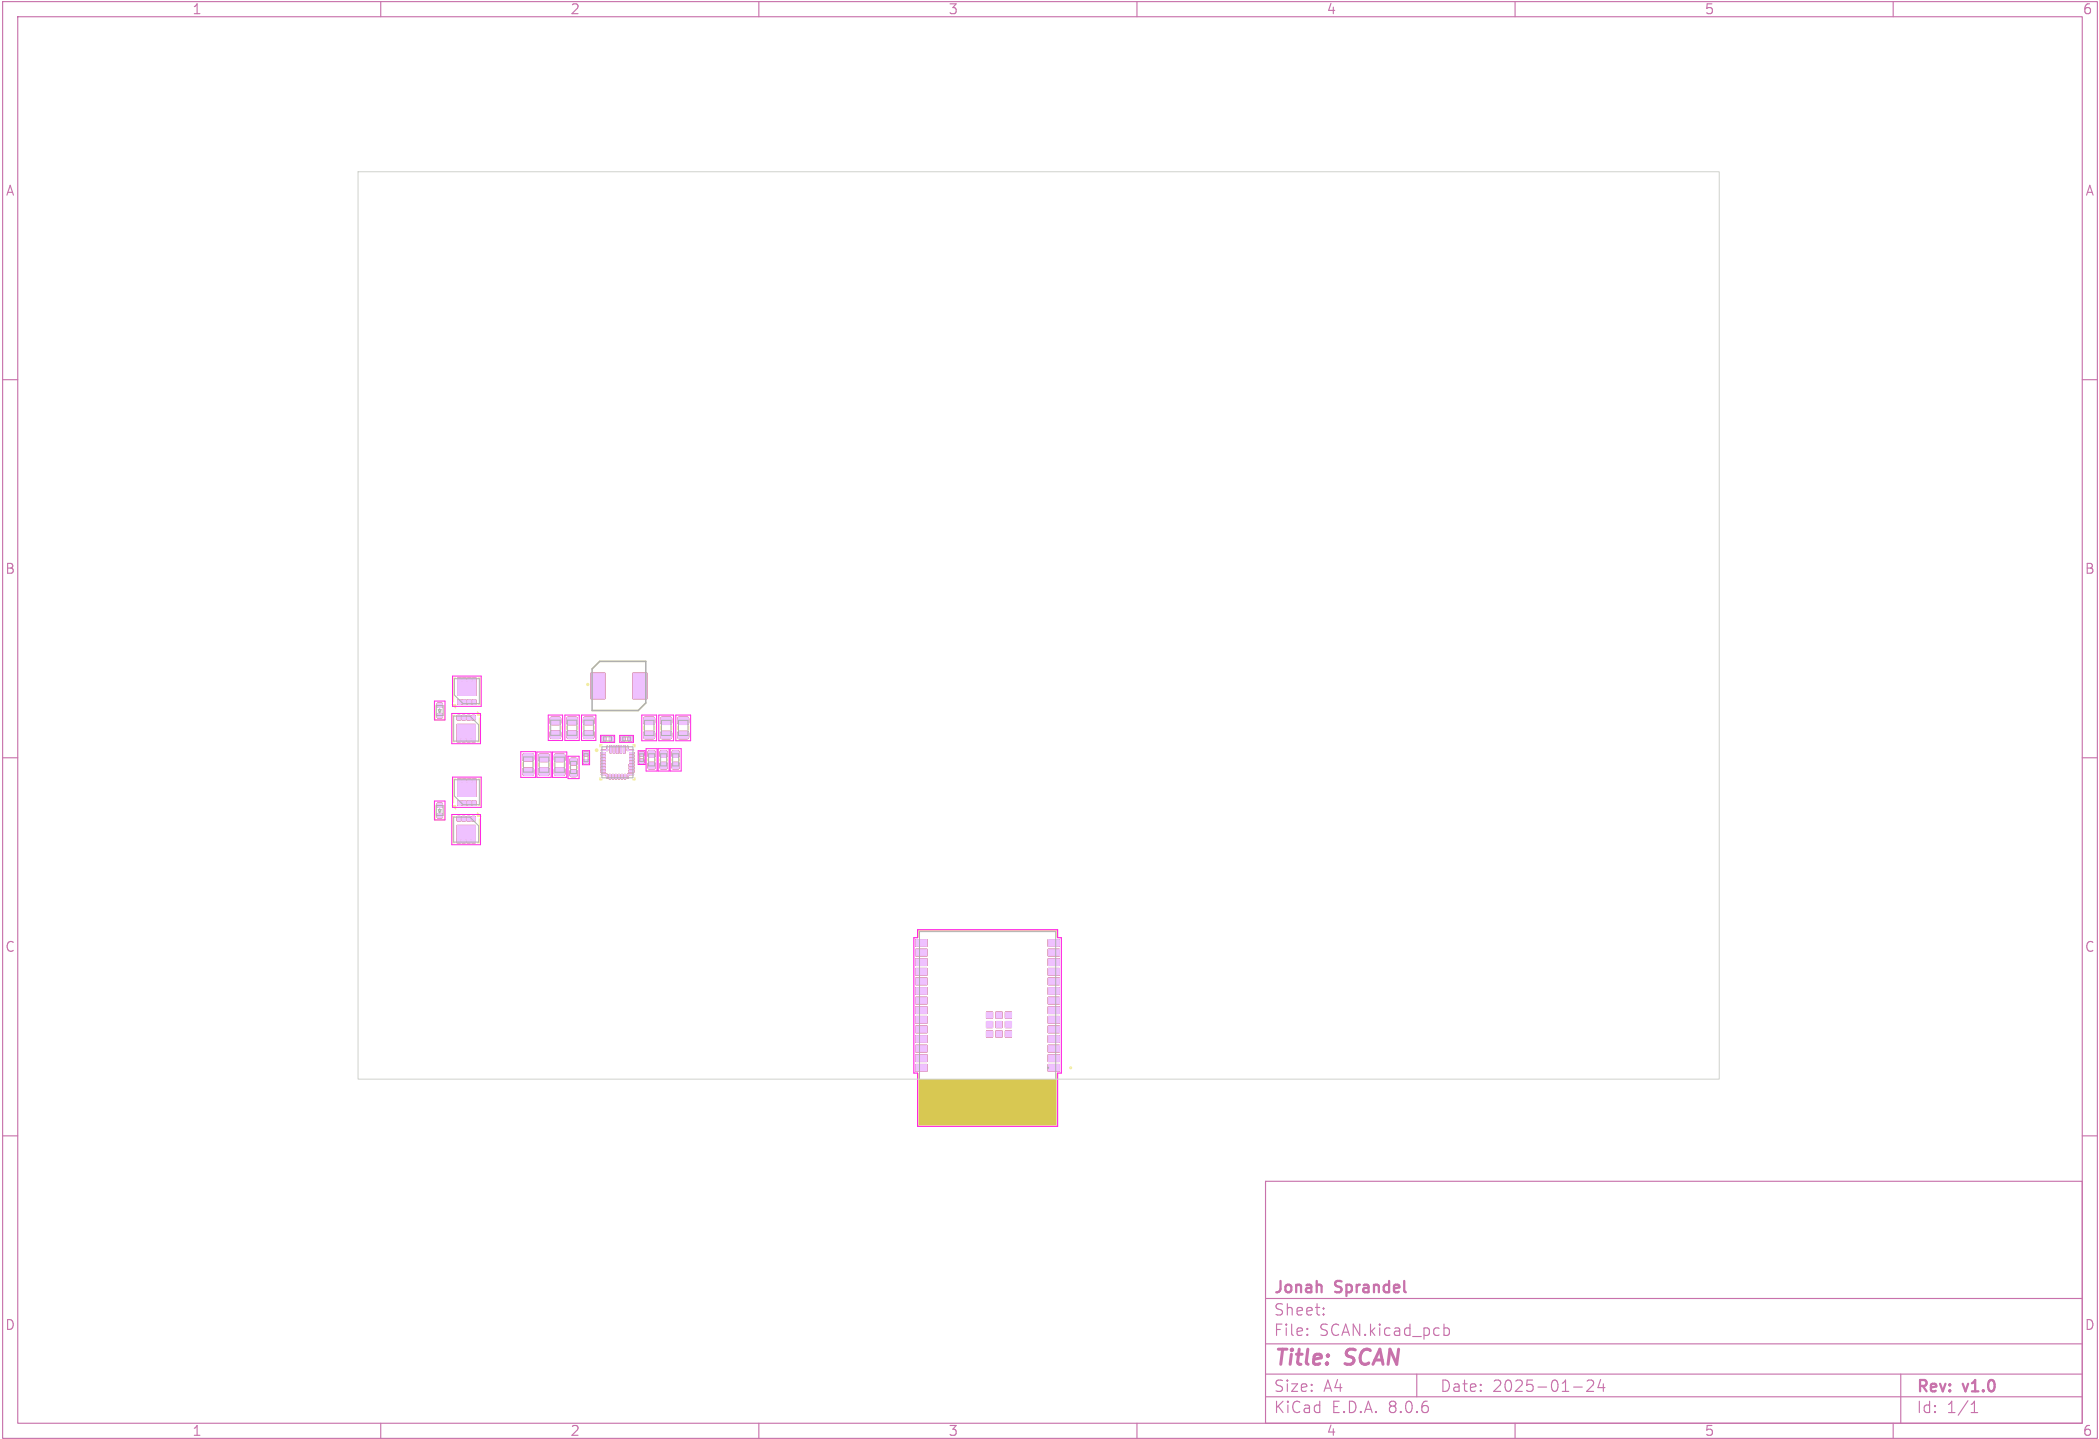 1 2 3 4 5 6
A A
B B
C C
Jonah Sprandel
Sheet:
D D
File: SCAN.kicad_pcb
Title: SCAN
Size: A4 Date: 2025-01-24 Rev: v1.0
KiCad E.D.A. 8.0.6 Id: 1/1
1 2 3 4 5 6